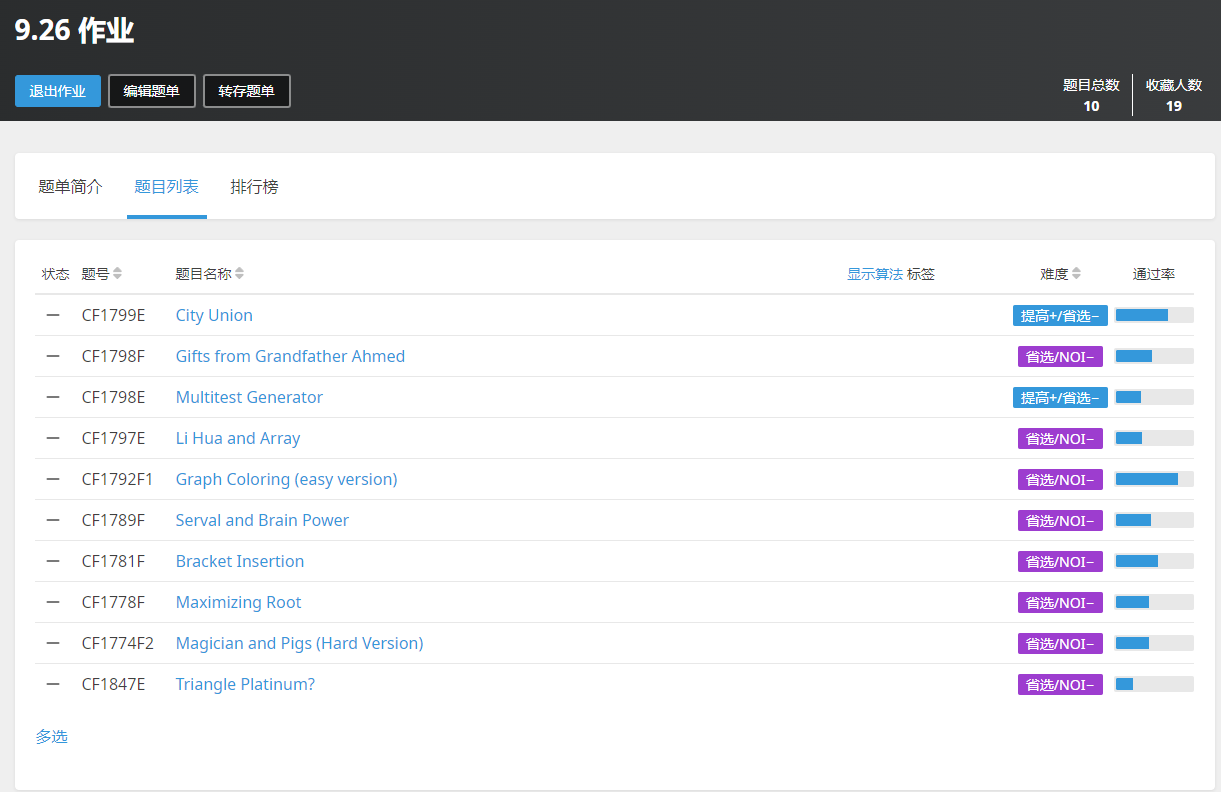 9.26 作业
退出作业 编辑题单 转存题单
题目总数 收藏人数
10 19
题单简介 题目列表 排行榜
状态 题号 题目名称 显示算法 标签 难度 通过率
— CF1799E City Union 提高+/省选−
— CF1798F Gifts from Grandfather Ahmed 省选/NOI−
— CF1798E Multitest Generator 提高+/省选−
— CF1797E Li Hua and Array 省选/NOI−
— CF1792F1 Graph Coloring (easy version) 省选/NOI−
— CF1789F Serval and Brain Power 省选/NOI−
— CF1781F Bracket Insertion 省选/NOI−
— CF1778F Maximizing Root 省选/NOI−
— CF1774F2 Magician and Pigs (Hard Version) 省选/NOI−
— CF1847E Triangle Platinum? 省选/NOI−
多选